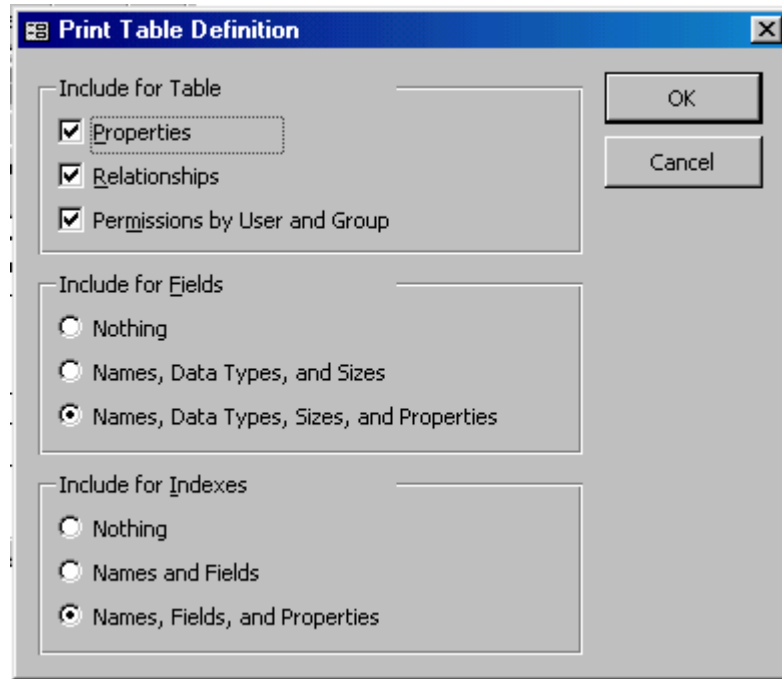 Print Table Definition
Include for Table
Properties
Relationships
Permissions by User and Group
OK
Cancel
Include for Fields
Nothing
Names, Data Types, and Sizes
Names, Data Types, Sizes, and Properties
Include for Indexes
Nothing
Names and Fields
Names, Fields, and Properties